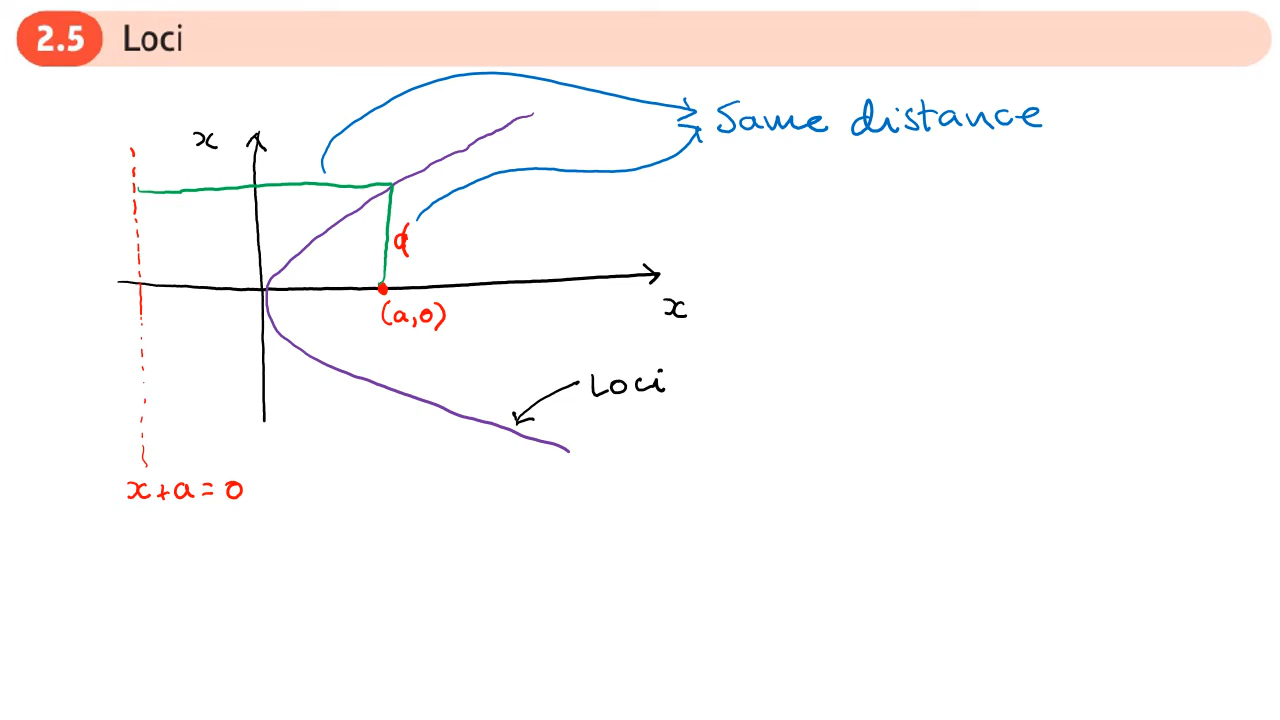 2.5 Loci
Same distance
x
(a,0)
x
Loci
x+a=0